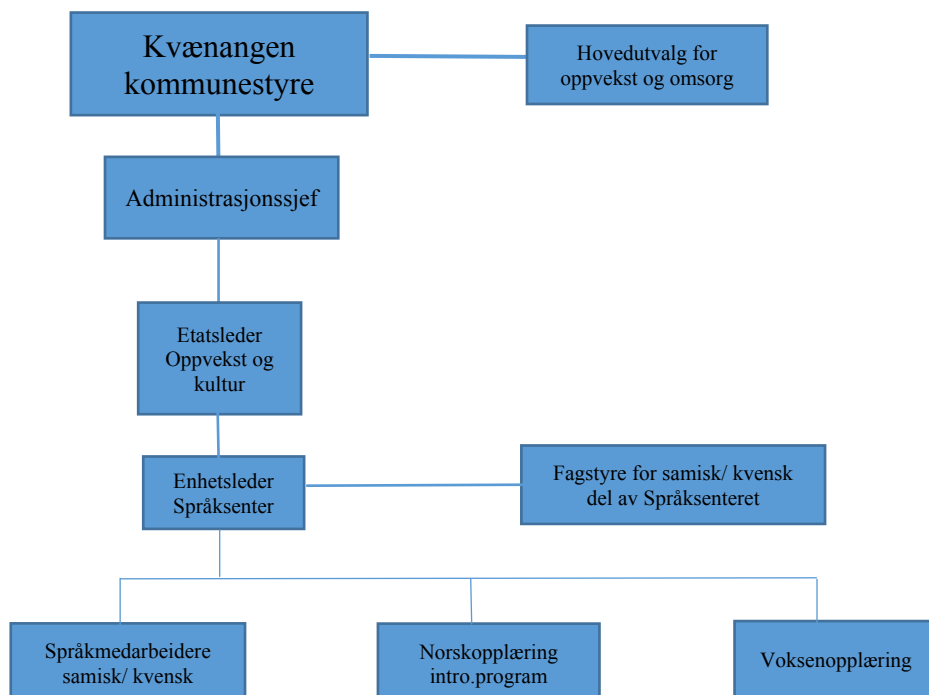 Kvænangen
kommunestyre
Hovedutvalg for
oppvekst og omsorg
Administrasjonssjef
Etatsleder
Oppvekst og
kultur
Enhetsleder
Språksenter
Fagstyre for samisk/ kvensk
del av Språksenteret
Språkmedarbeidere
samisk/ kvensk
Norskopplæring
intro.program
Voksenopplæring